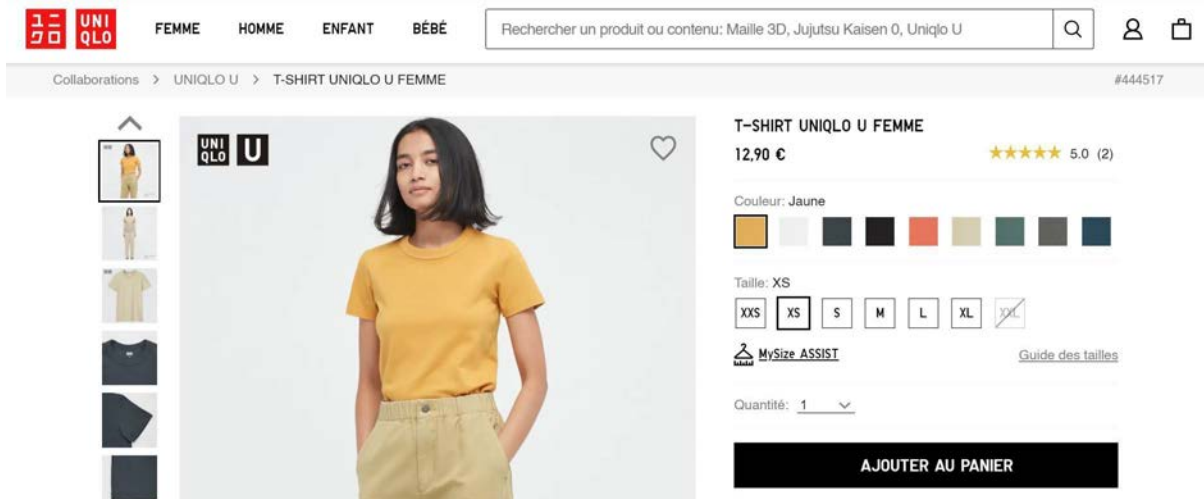 ユニ
クロ
UNI
QLO
FEMME HOMME ENFANT BÉBÉ
Rechercher un produit ou contenu: Maille 3D, Jujutsu Kaisen 0, Uniqlo U
Collaborations > UNIQLO U > T-SHIRT UNIQLO U FEMME
#444517
UNI
QLO
U
T-SHIRT UNIQLO U FEMME
12,90 €
5.0 (2)
Couleur: Jaune
Taille: XS
XXS XS S M L XL XXL
MySize ASSIST
Guide des tailles
Quantité: 1
AJOUTER AU PANIER